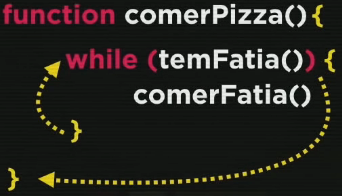 function comerPizza() {
while (temFatia()) {
comerFatia()
}
}